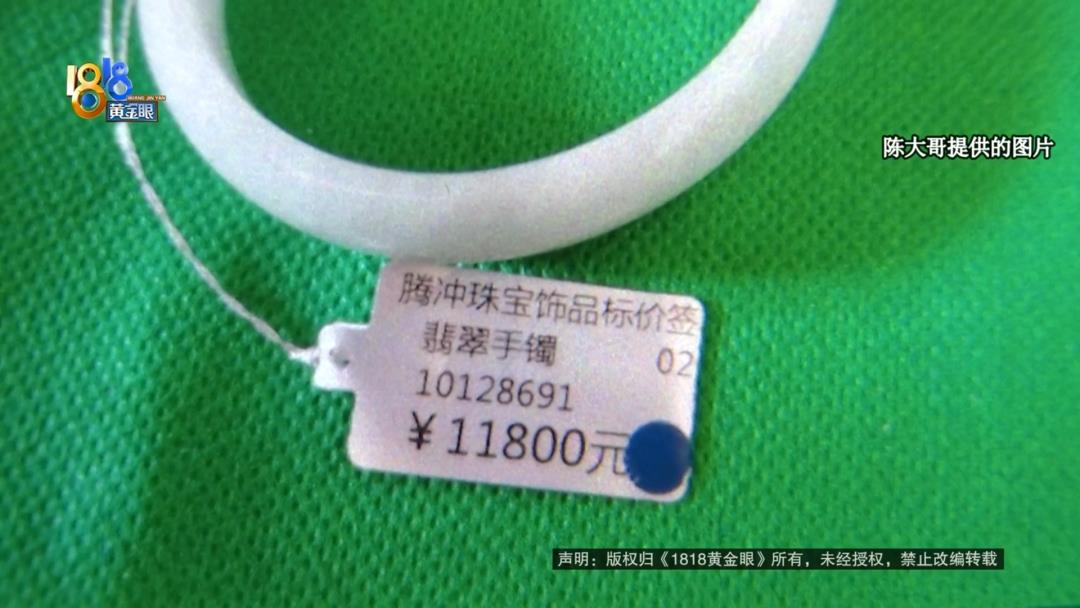 1818
HUANG JIN YAN
黄金眼
陈大哥提供的图片
腾冲珠宝饰品标价签
翡翠手镯 02
10128691
￥11800元
声明：版权归《1818黄金眼》所有，未经授权，禁止改编转载